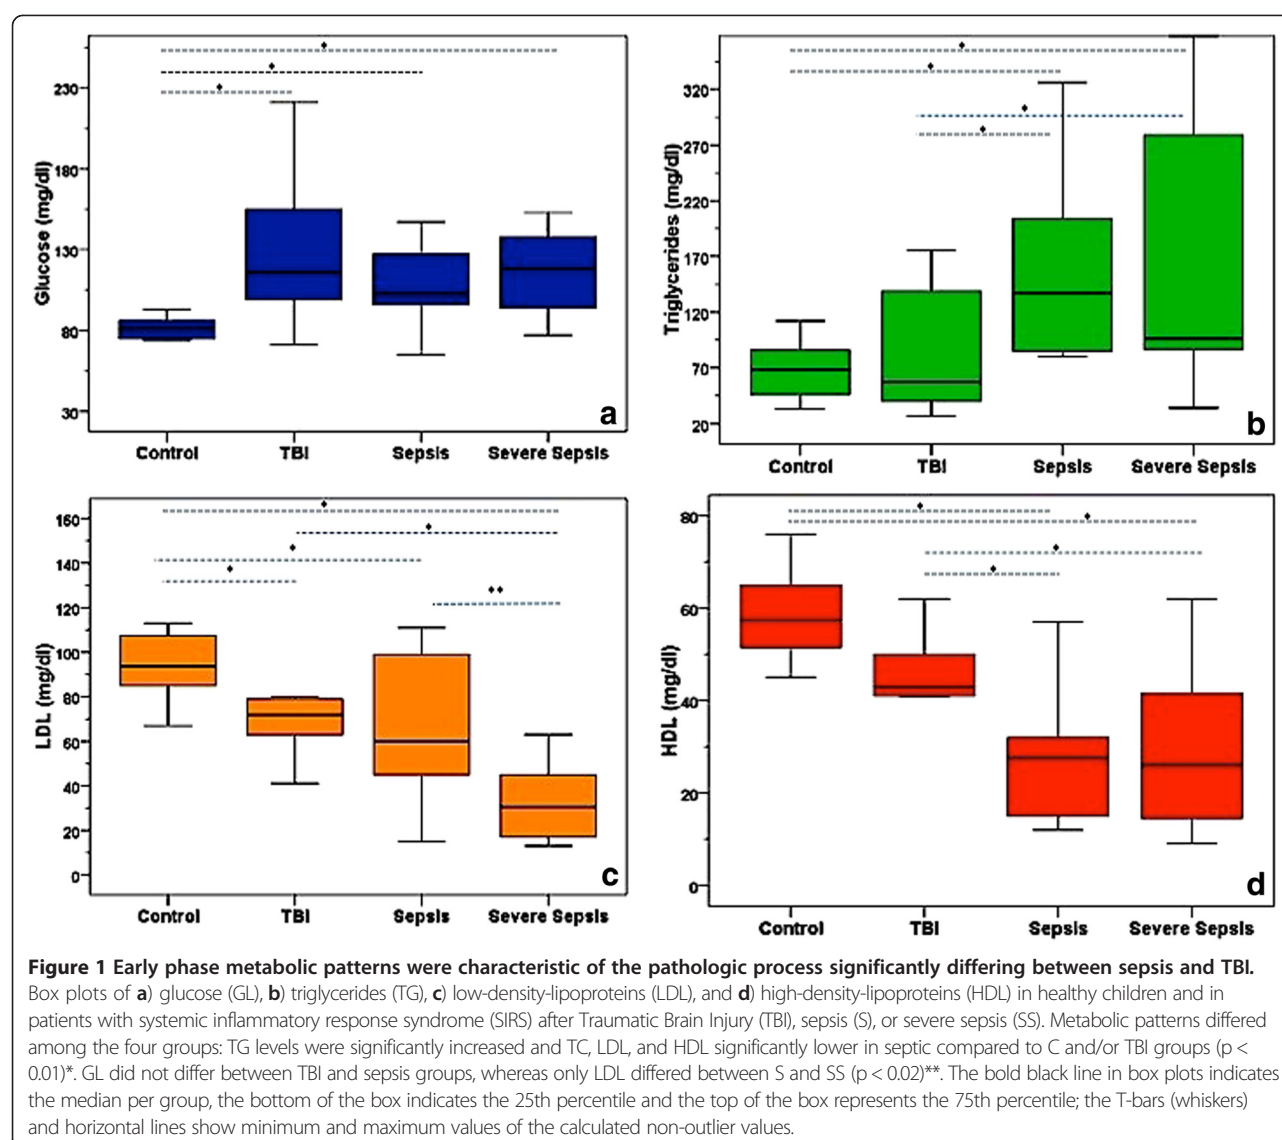 230
180
130
80
30
Glucose (mg/dl)
Control TBI Sepsis Severe Sepsis
a
320
270
220
170
120
70
20
Triglycerides (mg/dl)
Control TBI Sepsis Severe Sepsis
b
160
140
120
100
80
60
40
20
0
LDL (mg/dl)
Control TBI Sepsis Severe Sepsis
c
80
60
40
20
0
HDL (mg/dl)
Control TBI Sepsis Severe Sepsis
d
Figure 1 Early phase metabolic patterns were characteristic of the pathologic process significantly differing between sepsis and TBI.
Box plots of a) glucose (GL), b) triglycerides (TG), c) low-density-lipoproteins (LDL), and d) high-density-lipoproteins (HDL) in healthy children and in
patients with systemic inflammatory response syndrome (SIRS) after Traumatic Brain Injury (TBI), sepsis (S), or severe sepsis (SS). Metabolic patterns differed
among the four groups: TG levels were significantly increased and TC, LDL, and HDL significantly lower in septic compared to C and/or TBI groups (p <
0.01)*. GL did not differ between TBI and sepsis groups, whereas only LDL differed between S and SS (p < 0.02)**. The bold black line in box plots indicates
the median per group, the bottom of the box indicates the 25th percentile and the top of the box represents the 75th percentile; the T-bars (whiskers)
and horizontal lines show minimum and maximum values of the calculated non-outlier values.